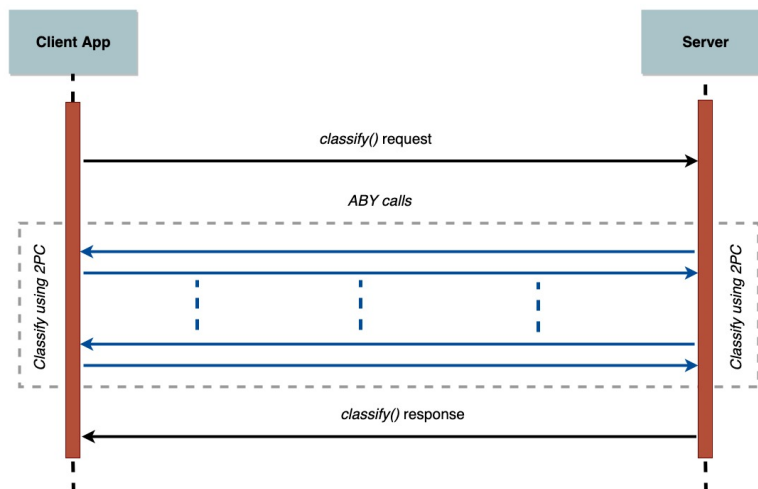 Client App
Server
classify() request
ABY calls
Classify using 2PC
Classify using 2PC
classify() response